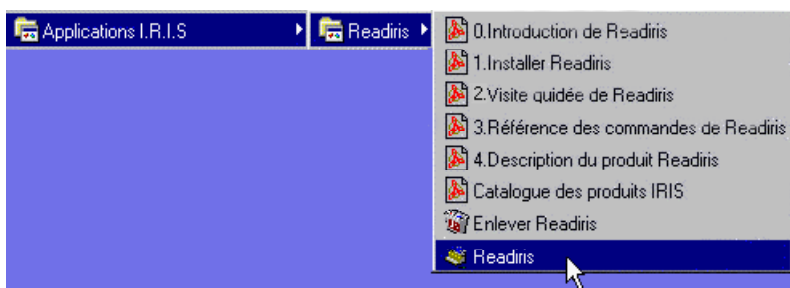 Applications I.R.I.S
Readiris
0.Introduction de Readiris
1.Installer Readiris
2.Visite quidée de Readiris
3.Référence des commandes de Readiris
4.Description du produit Readiris
Catalogue des produits IRIS
Enlever Readiris
Readiris